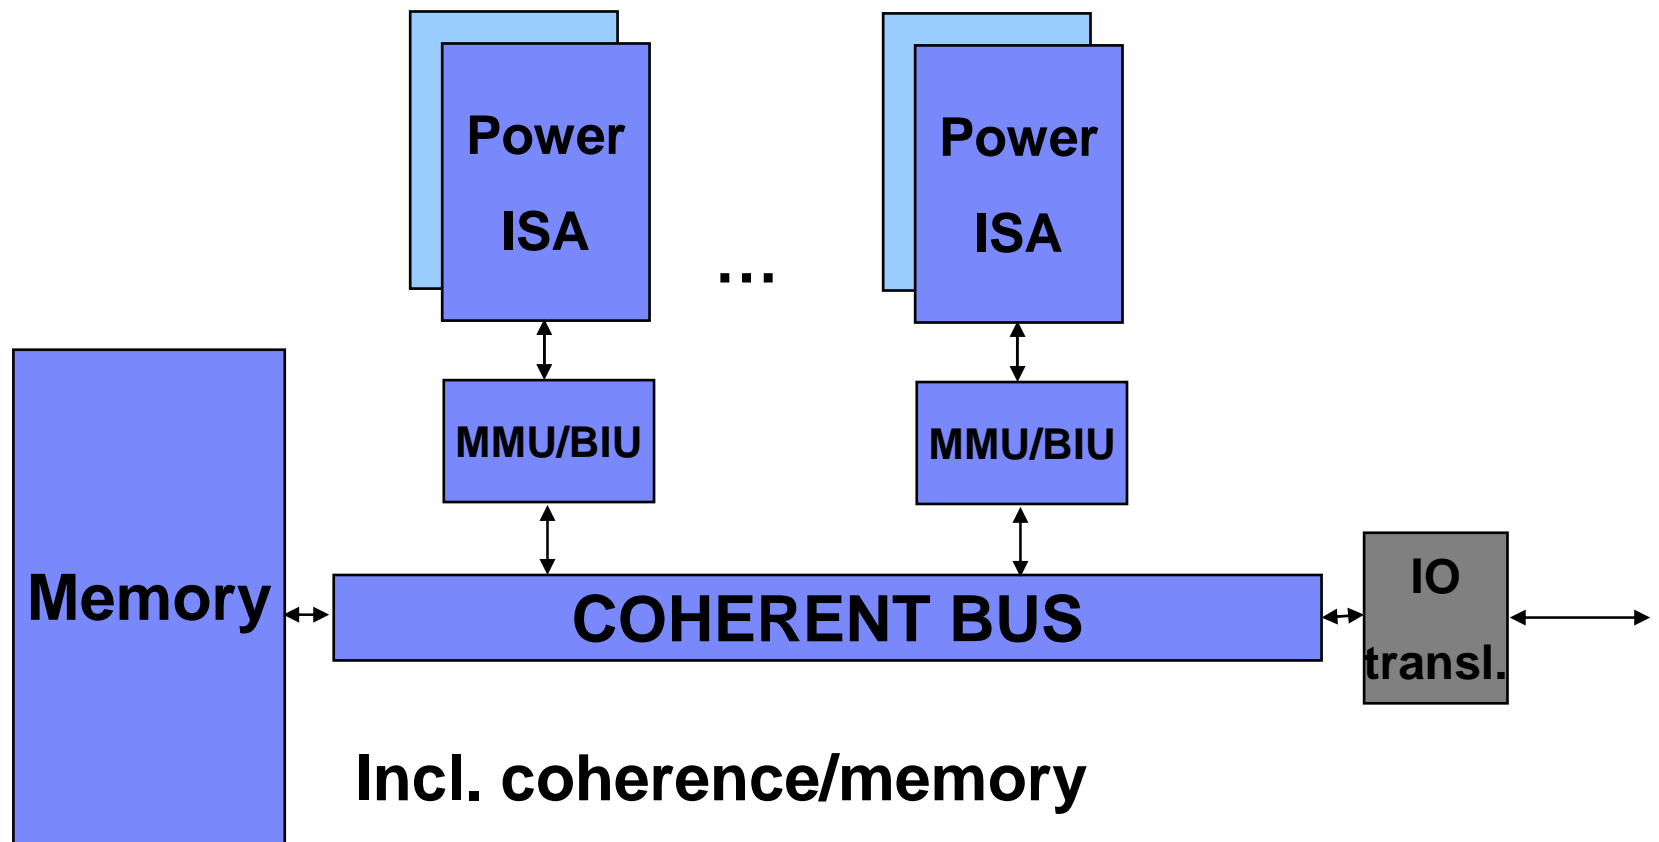 Power
ISA
Power
ISA
…
MMU/BIU
MMU/BIU
Memory
COHERENT BUS
IO
transl.
Incl. coherence/memory